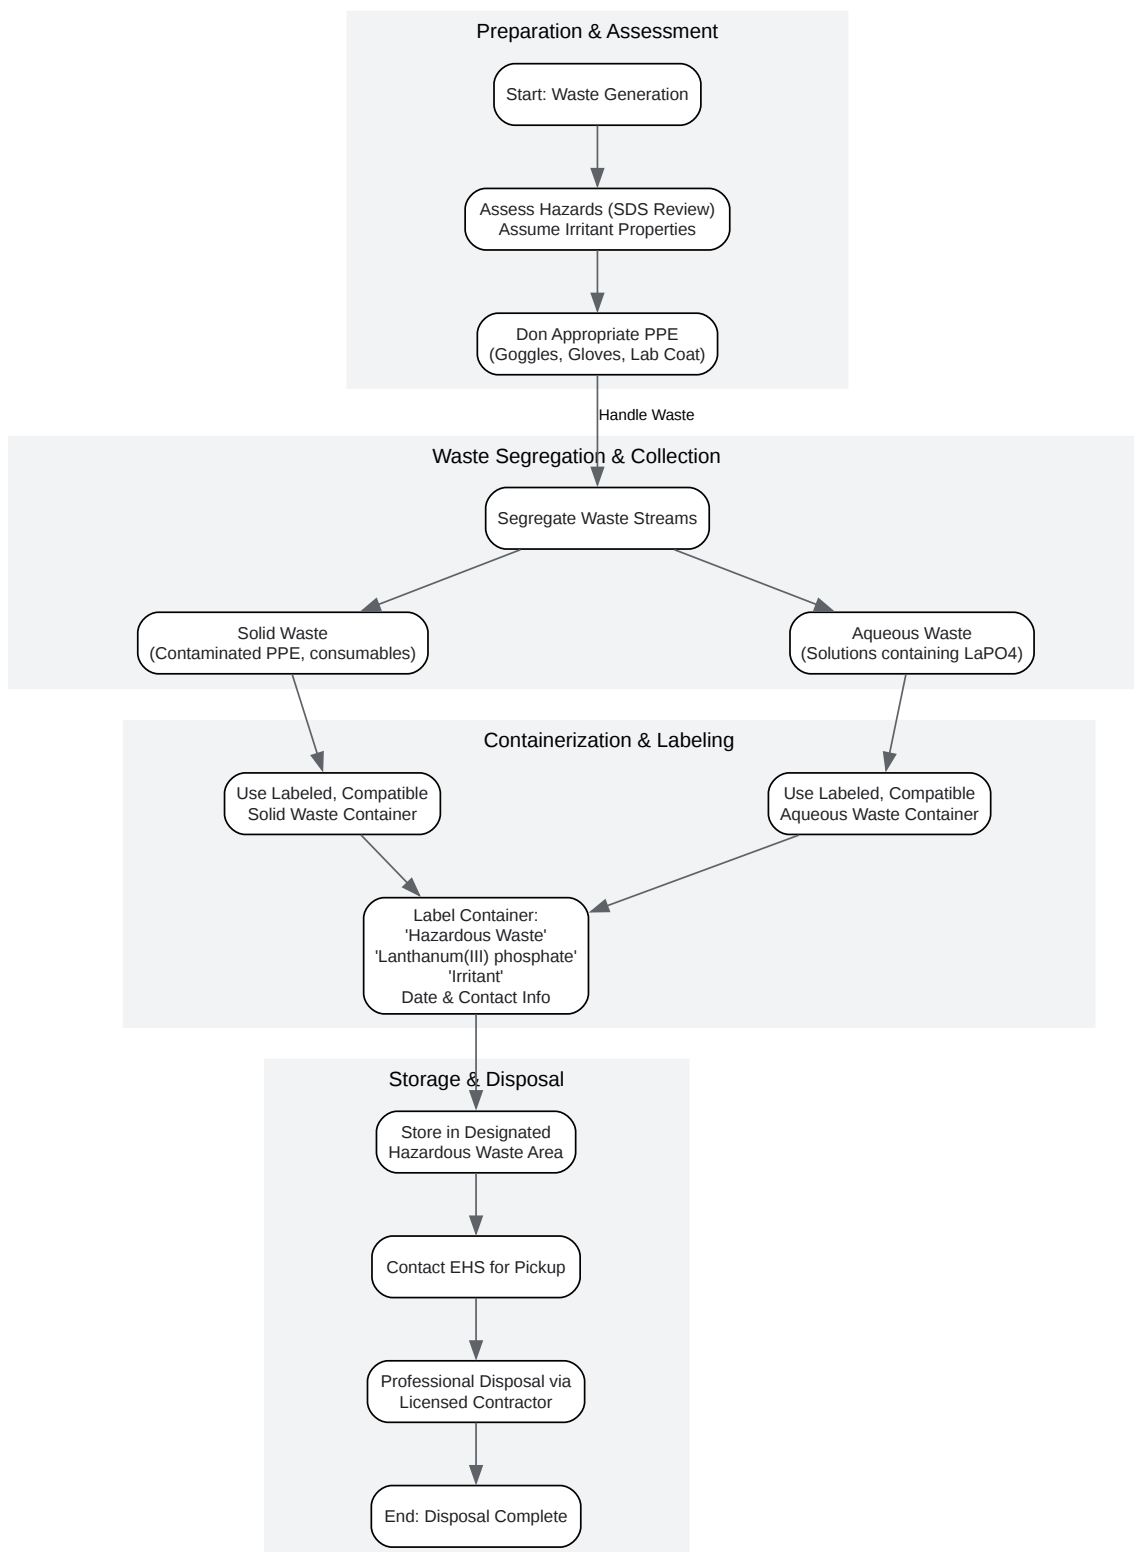 Preparation & Assessment
Start: Waste Generation
Assess Hazards (SDS Review)
Assume Irritant Properties
Don Appropriate PPE
(Goggles, Gloves, Lab Coat)
Handle Waste
Waste Segregation & Collection
Segregate Waste Streams
Solid Waste
(Contaminated PPE, consumables)
Aqueous Waste
(Solutions containing LaPO4)
Containerization & Labeling
Use Labeled, Compatible
Solid Waste Container
Use Labeled, Compatible
Aqueous Waste Container
Label Container:
'Hazardous Waste'
'Lanthanum(III) phosphate'
'Irritant'
Date & Contact Info
Storage & Disposal
Store in Designated
Hazardous Waste Area
Contact EHS for Pickup
Professional Disposal via
Licensed Contractor
End: Disposal Complete